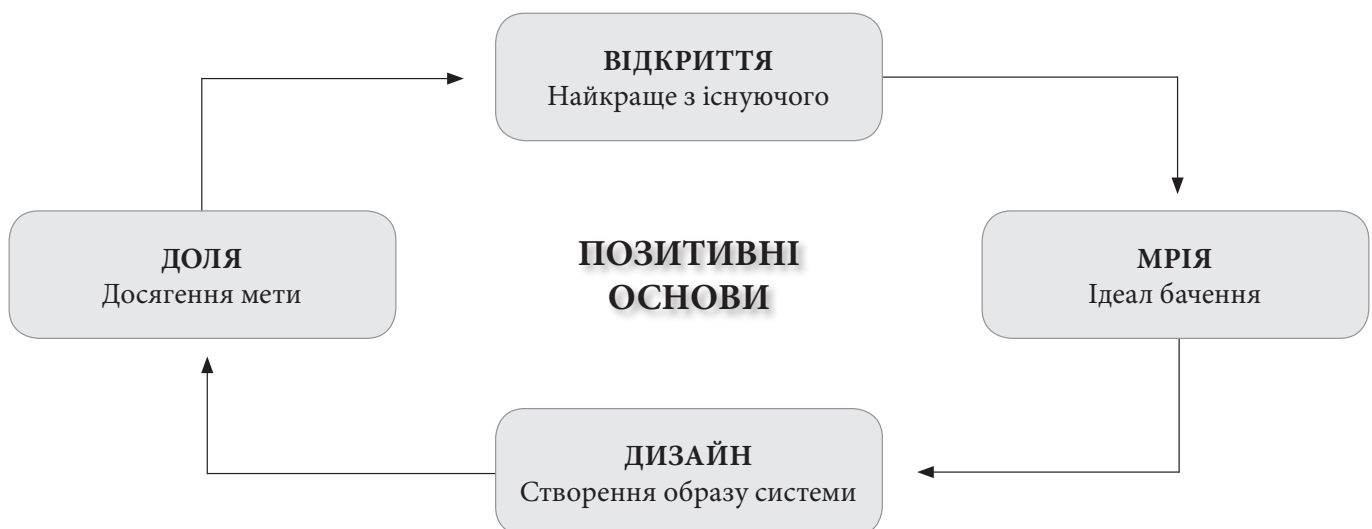 ВІДКРИТТЯ
Найкраще з існуючого
ДОЛЯ
Досягення мети
ПОЗИТИВНІ
ОСНОВИ
МРІЯ
Ідеал бачення
ДИЗАЙН
Створення образу системи